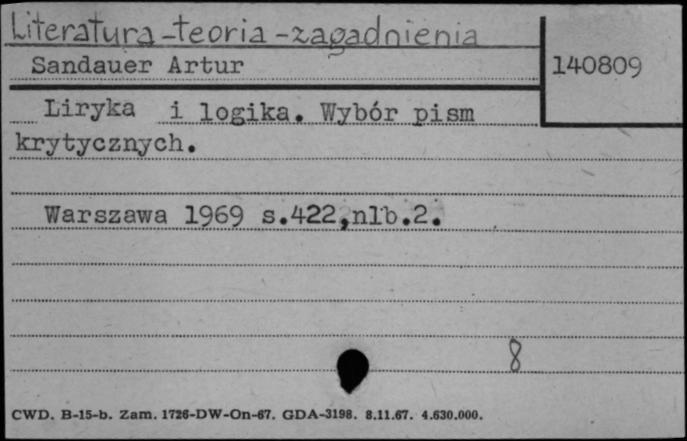 Literatura-teoria-zagadnienia
Sandauer Artur
140809
Liryka i logika. Wybór pism
krytycznych.
Warszawa 1969 s.422,nlb.2.
8
CWD. B-15-b. Zam. 1726-DW-On-67. GDA-3198. 8.11.67. 4.630.000.